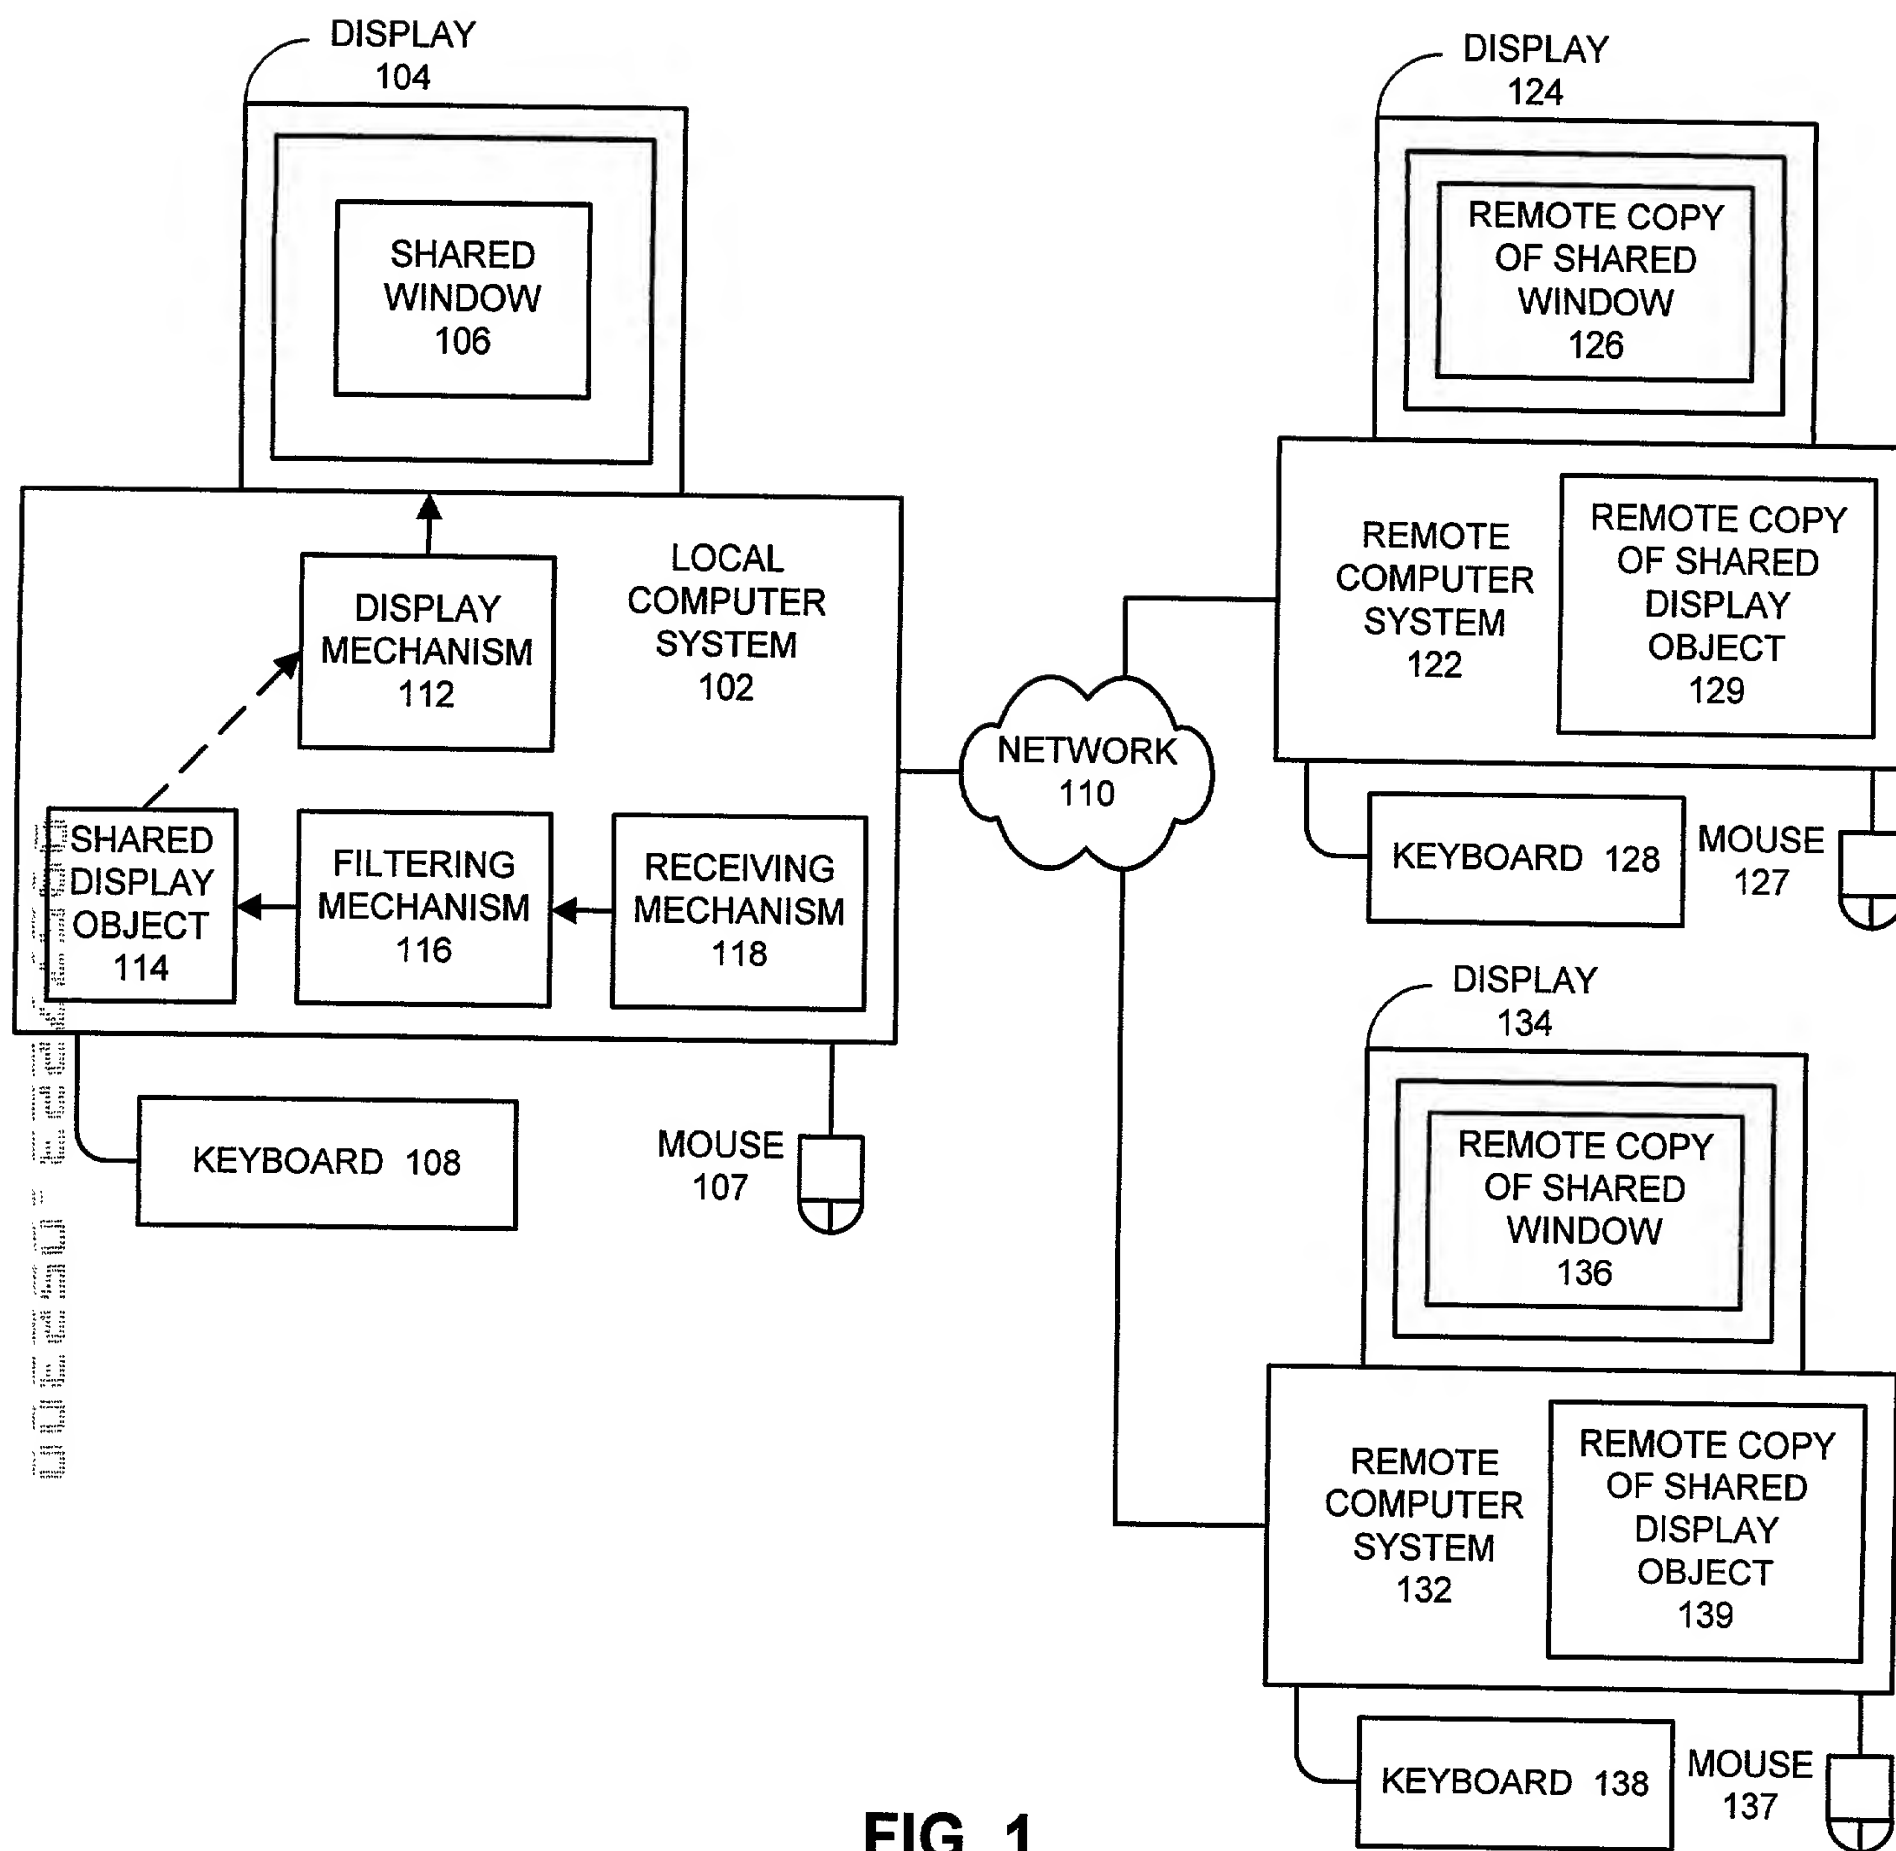 DISPLAY
104
SHARED
WINDOW
106
LOCAL
COMPUTER
SYSTEM
102
DISPLAY
MECHANISM
112
SHARED
DISPLAY
OBJECT
114
FILTERING
MECHANISM
116
RECEIVING
MECHANISM
118
KEYBOARD 108
MOUSE
107
NETWORK
110
DISPLAY
124
REMOTE COPY
OF SHARED
WINDOW
126
REMOTE
COMPUTER
SYSTEM
122
REMOTE COPY
OF SHARED
DISPLAY
OBJECT
129
KEYBOARD 128
MOUSE
127
DISPLAY
134
REMOTE COPY
OF SHARED
WINDOW
136
REMOTE
COMPUTER
SYSTEM
132
REMOTE COPY
OF SHARED
DISPLAY
OBJECT
139
KEYBOARD 138
MOUSE
137
FIG. 1